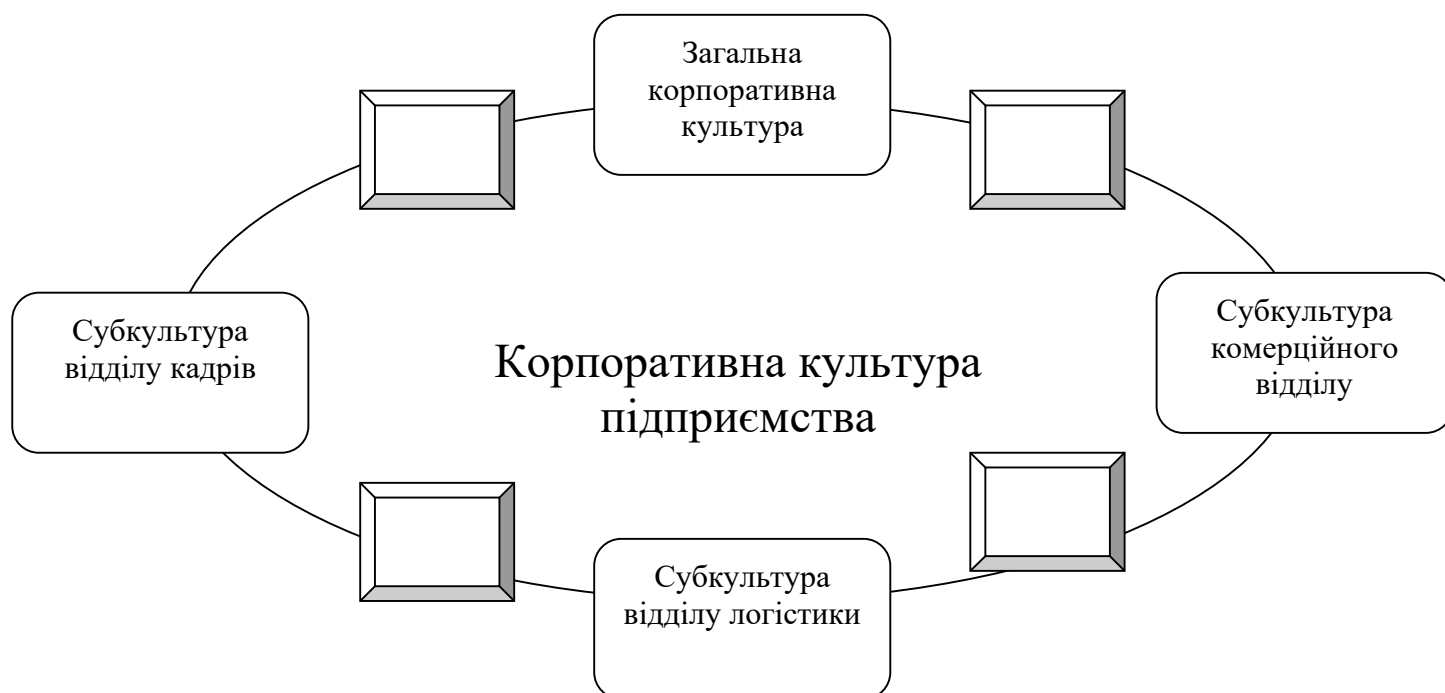 Загальна
корпоративна
культура
Субкультура
відділу кадрів
Корпоративна культура
підприємства
Субкультура
комерційного
відділу
Субкультура
відділу логістики